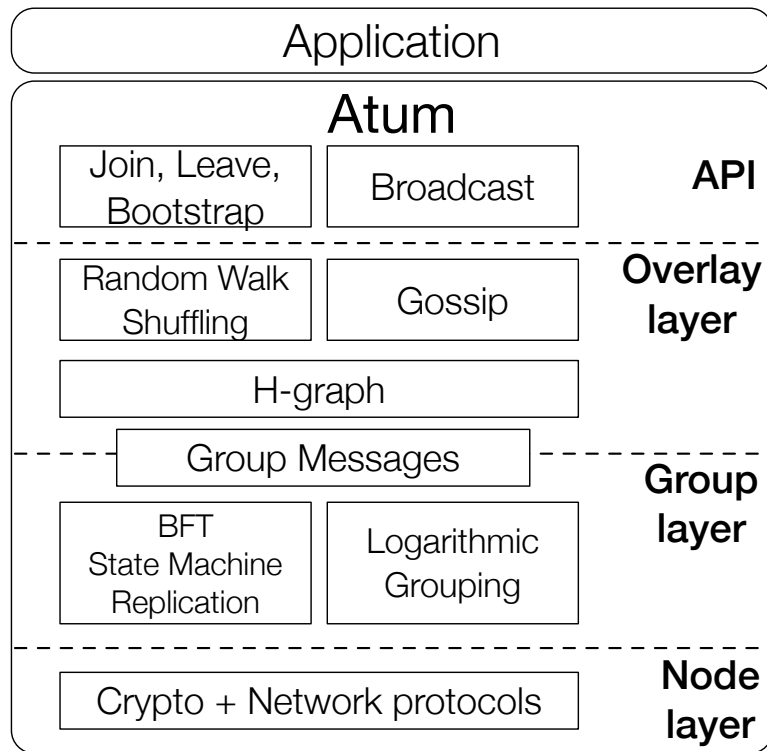 Application
Atum
Join, Leave,
Bootstrap
Broadcast
API
Random Walk
Shuffling
Gossip
Overlay
layer
H-graph
Group Messages
Group
layer
BFT
State Machine
Replication
Logarithmic
Grouping
Crypto + Network protocols
Node
layer